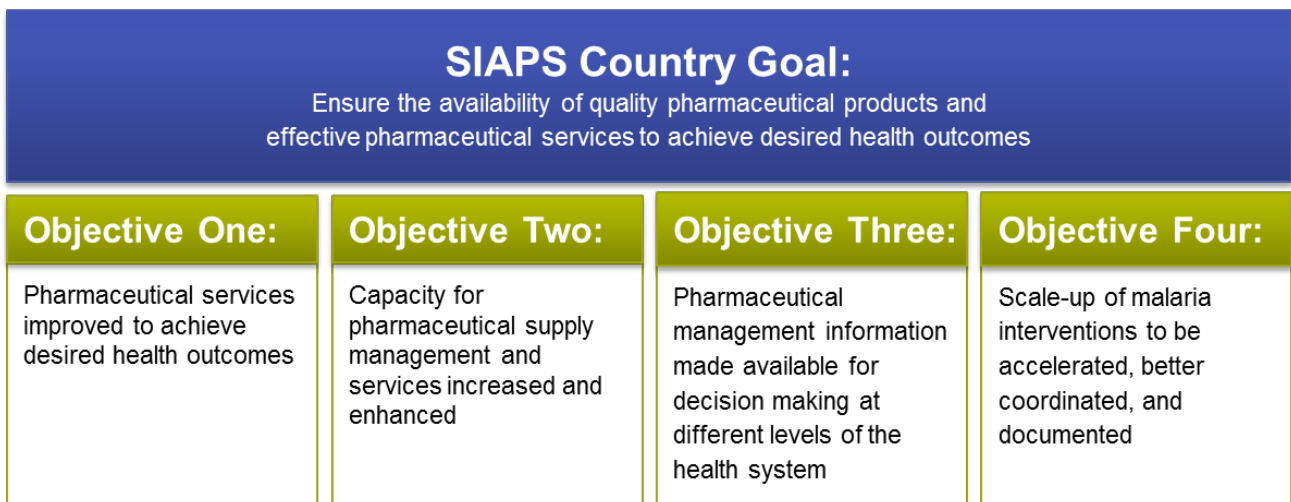 SIAPS Country Goal:
Ensure the availability of quality pharmaceutical products and
effective pharmaceutical services to achieve desired health outcomes
Objective One:
Pharmaceutical services
improved to achieve
desired health outcomes
Objective Two:
Capacity for
pharmaceutical supply
management and
services increased and
enhanced
Objective Three:
Pharmaceutical
management information
made available for
decision making at
different levels of the
health system
Objective Four:
Scale-up of malaria
interventions to be
accelerated, better
coordinated, and
documented